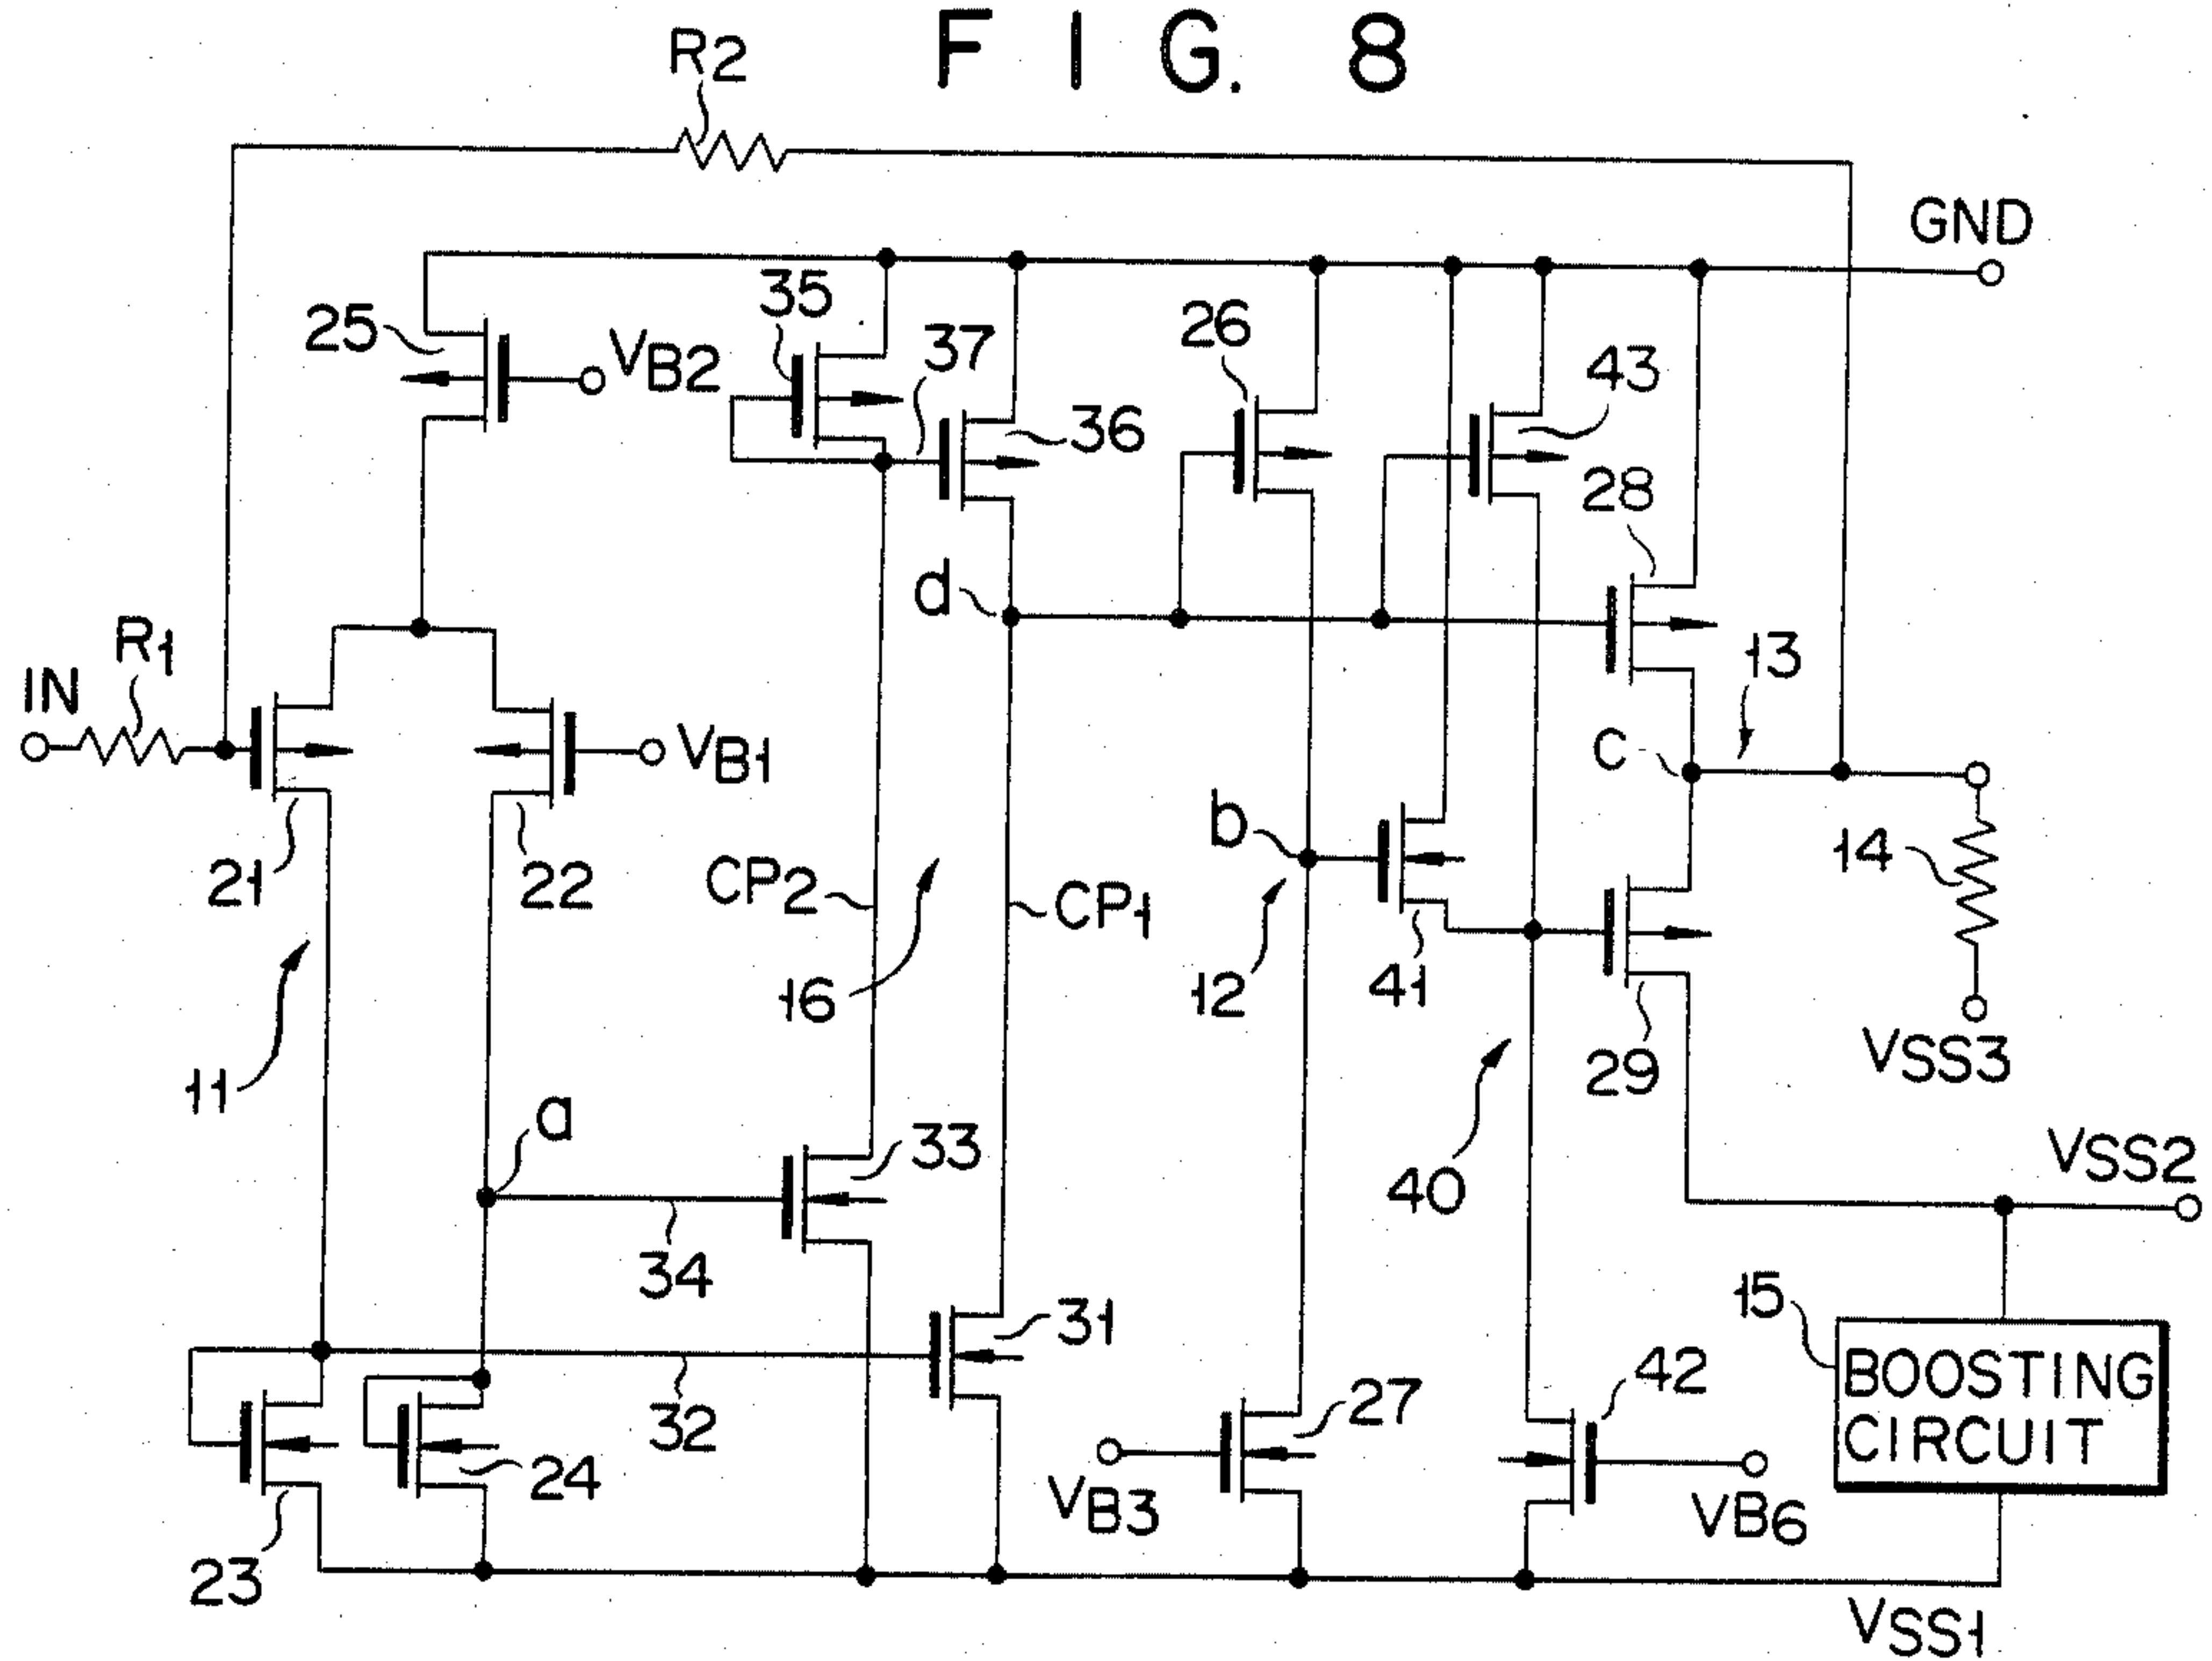 FIG. 8
R2
GND
35
25
VB2
37
26
36
43
28
d
R1
13
IN
VB1
C
b
14
21
22
CP2
CP1
16
12
41
VSS3
29
11
a
33
40
VSS2
34
31
15
BOOSTING
CIRCUIT
42
27
32
24
VB3
VB6
23
VSS1